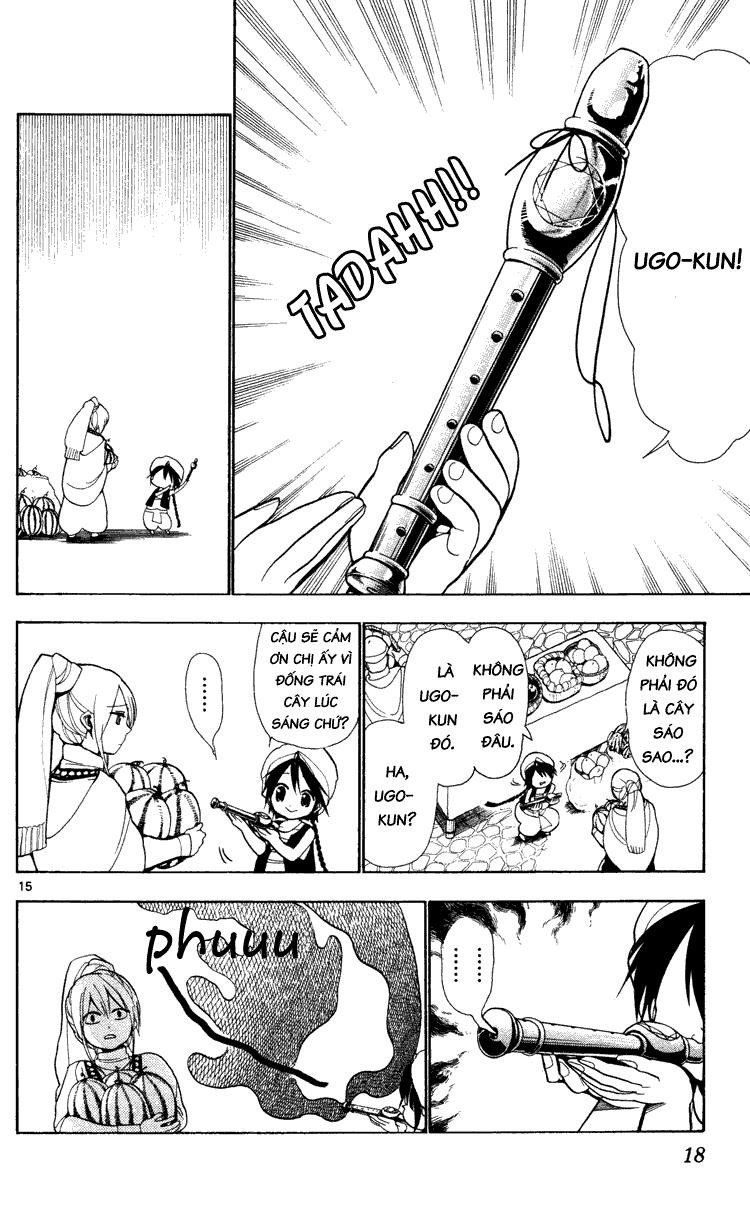 UGO-KUN!
TADAHH!!
KHÔNG
PHẢI ĐÓ
LÀ CÂY
SÁO
SAO...?
KHÔNG
PHẢI
SÁO
ĐÂU.
LÀ
UGO-
KUN
ĐÓ.
HA,
UGO-
KUN?
CẬU SẼ CẢM
ƠN CHỊ ẤY VÌ
ĐỐNG TRÁI
CÂY LÚC
SÁNG CHỨ?
......
15
......
phuuu
18